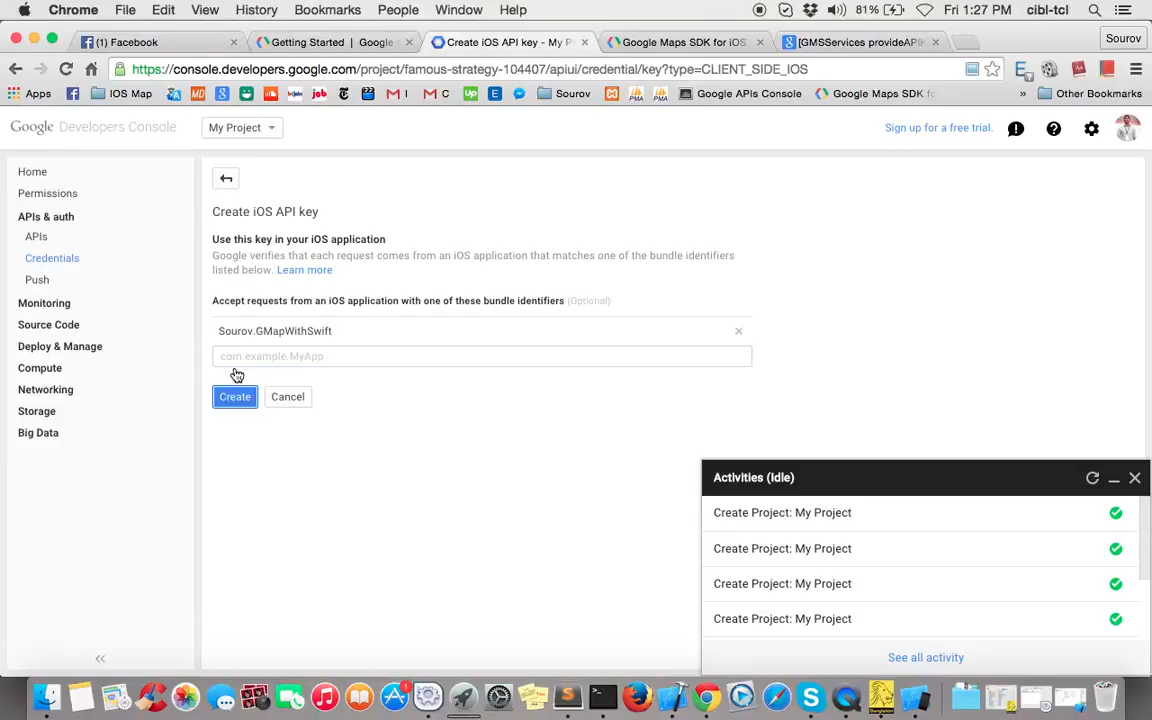 Chrome File Edit View History Bookmarks People Window Help 81% Fri 1:27 PM cibl-tcl
(1) Facebook Getting Started | Google Create iOS API key - My P Google Maps SDK for iOS [GMSServices provideAPIK Sourov
https://console.developers.google.com/project/famous-strategy-104407/apiui/credential/key?type=CLIENT_SIDE_IOS
Apps IOS Map M I M C Sourov Google APIs Console Google Maps SDK fo » Other Bookmarks
Google Developers Console My Project Sign up for a free trial.
Home
Permissions
APIs & auth
APIs
Credentials
Push
Monitoring
Source Code
Deploy & Manage
Compute
Networking
Storage
Big Data
Create iOS API key
Use this key in your iOS application
Google verifies that each request comes from an iOS application that matches one of the bundle identifiers
listed below. Learn more
Accept requests from an iOS application with one of these bundle identifiers (Optional)
Sourov.GMapWithSwift
com.example.MyApp
Create Cancel
Activities (Idle)
Create Project: My Project
Create Project: My Project
Create Project: My Project
Create Project: My Project
See all activity